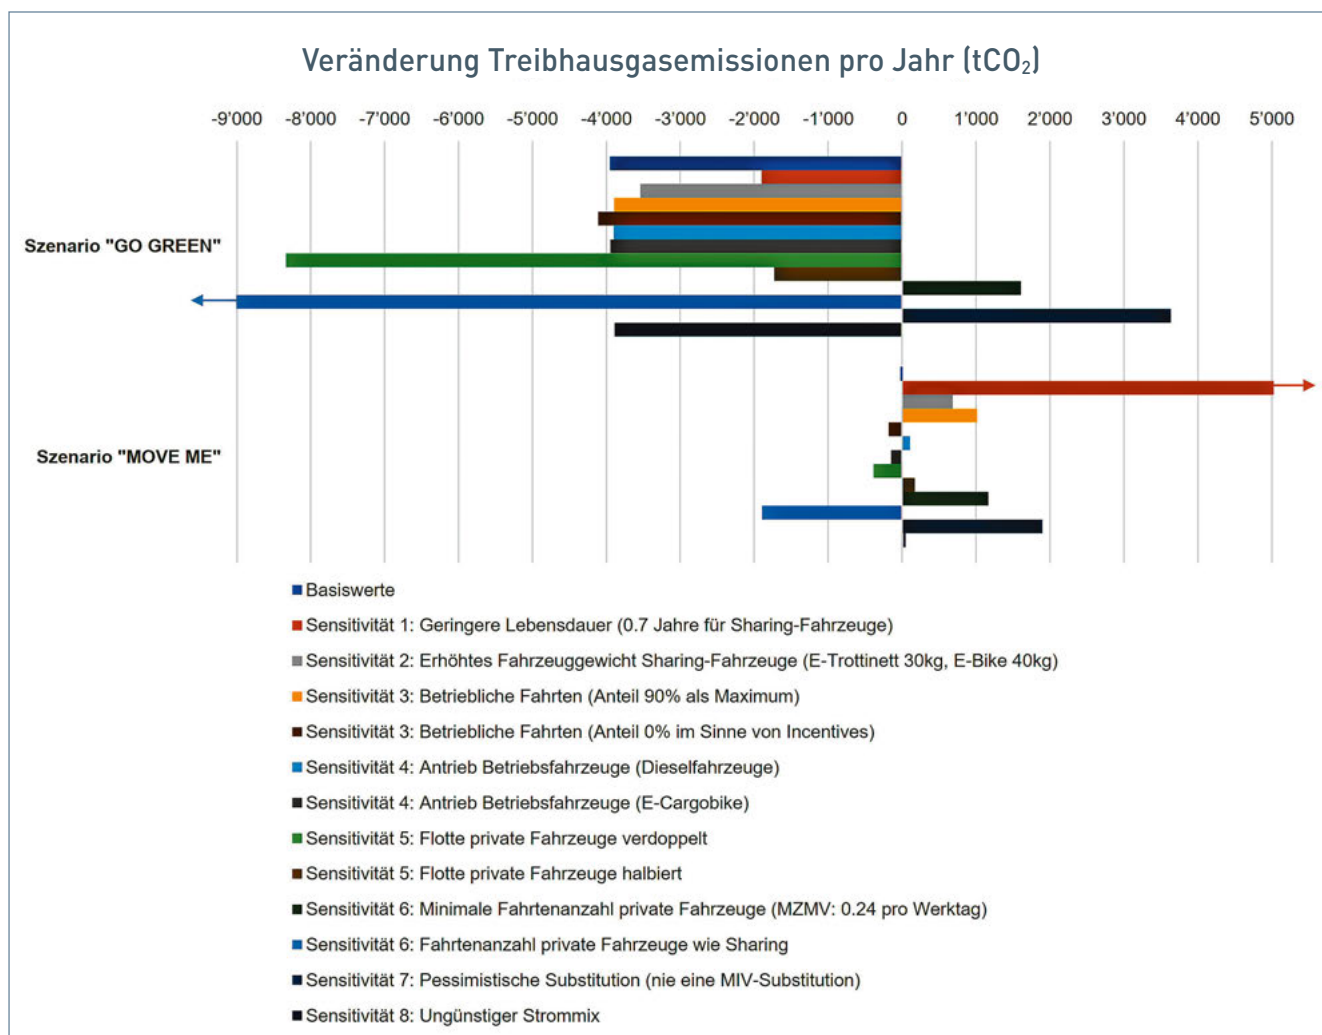 Veränderung Treibhausgasemissionen pro Jahr (tCO₂)
-9'000 -8'000 -7'000 -6'000 -5'000 -4'000 -3'000 -2'000 -1'000 0 1'000 2'000 3'000 4'000 5'000
Szenario "GO GREEN"
Szenario "MOVE ME"
Basiswerte
Sensitivität 1: Geringere Lebensdauer (0.7 Jahre für Sharing-Fahrzeuge)
Sensitivität 2: Erhöhtes Fahrzeuggewicht Sharing-Fahrzeuge (E-Trottinett 30kg, E-Bike 40kg)
Sensitivität 3: Betriebliche Fahrten (Anteil 90% als Maximum)
Sensitivität 3: Betriebliche Fahrten (Anteil 0% im Sinne von Incentives)
Sensitivität 4: Antrieb Betriebsfahrzeuge (Dieselfahrzeuge)
Sensitivität 4: Antrieb Betriebsfahrzeuge (E-Cargobike)
Sensitivität 5: Flotte private Fahrzeuge verdoppelt
Sensitivität 5: Flotte private Fahrzeuge halbiert
Sensitivität 6: Minimale Fahrtenanzahl private Fahrzeuge (MZMV: 0.24 pro Werktag)
Sensitivität 6: Fahrtenanzahl private Fahrzeuge wie Sharing
Sensitivität 7: Pessimistische Substitution (nie eine MIV-Substitution)
Sensitivität 8: Ungünstiger Strommix